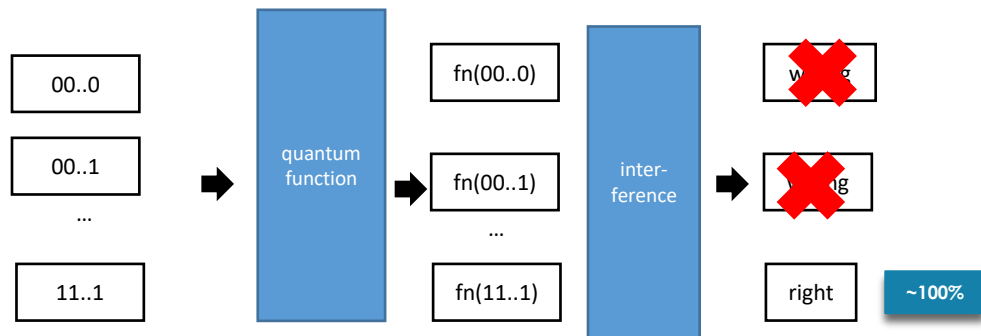 00..0
00..1
...
11..1
quantum
function
fn(00..0)
fn(00..1)
...
fn(11..1)
inter-
ference
right
~100%